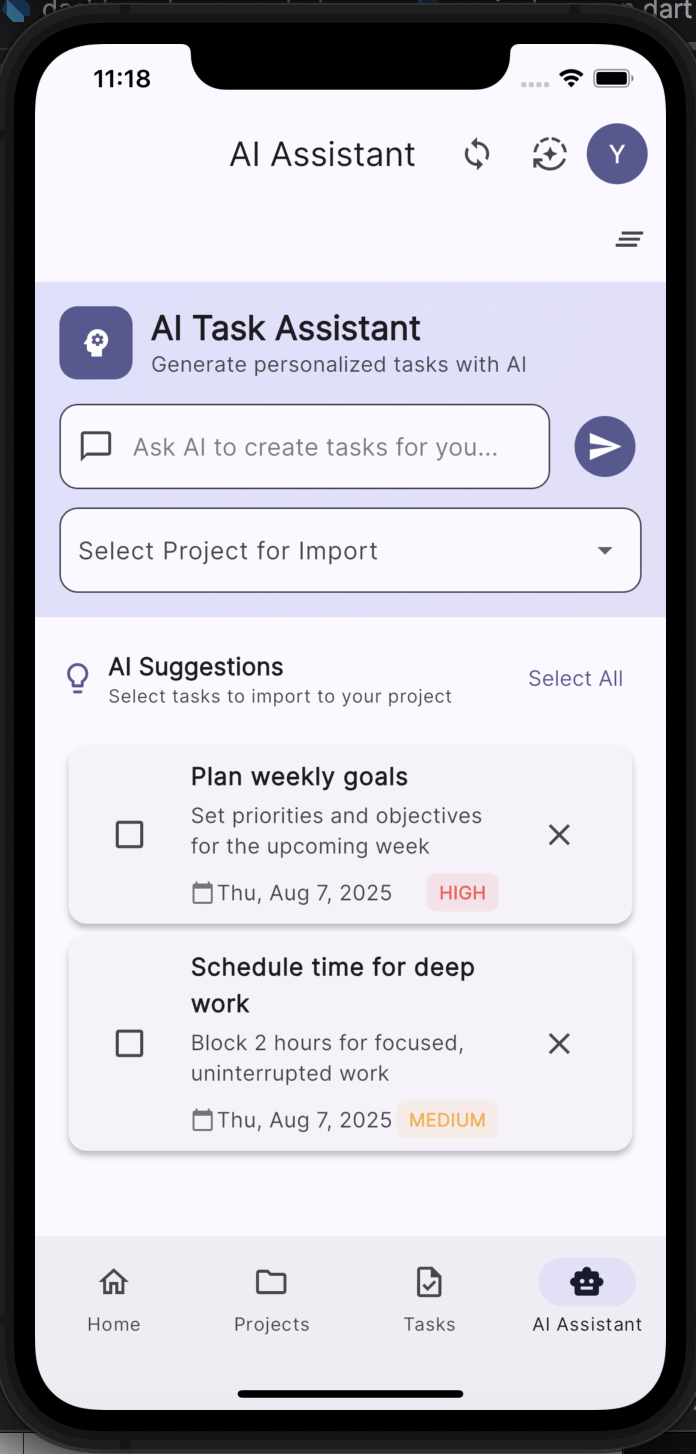 dart
11:18
AI Assistant
Y
AI Task Assistant
Generate personalized tasks with AI
Ask AI to create tasks for you...
Select Project for Import
AI Suggestions
Select All
Select tasks to import to your project
Plan weekly goals
Set priorities and objectives
for the upcoming week
Thu, Aug 7, 2025 HIGH
Schedule time for deep
work
Block 2 hours for focused,
uninterrupted work
Thu, Aug 7, 2025 MEDIUM
Home Projects Tasks AI Assistant